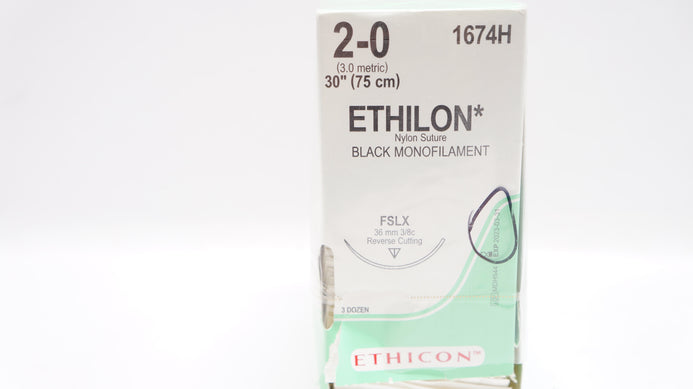 2-0
1674H
(3.0 metric)
30" (75 cm)
ETHILON*
Nylon Suture
BLACK MONOFILAMENT
FSLX
36 mm 3/8c
Reverse Cutting
3 DOZEN
ETHICON™